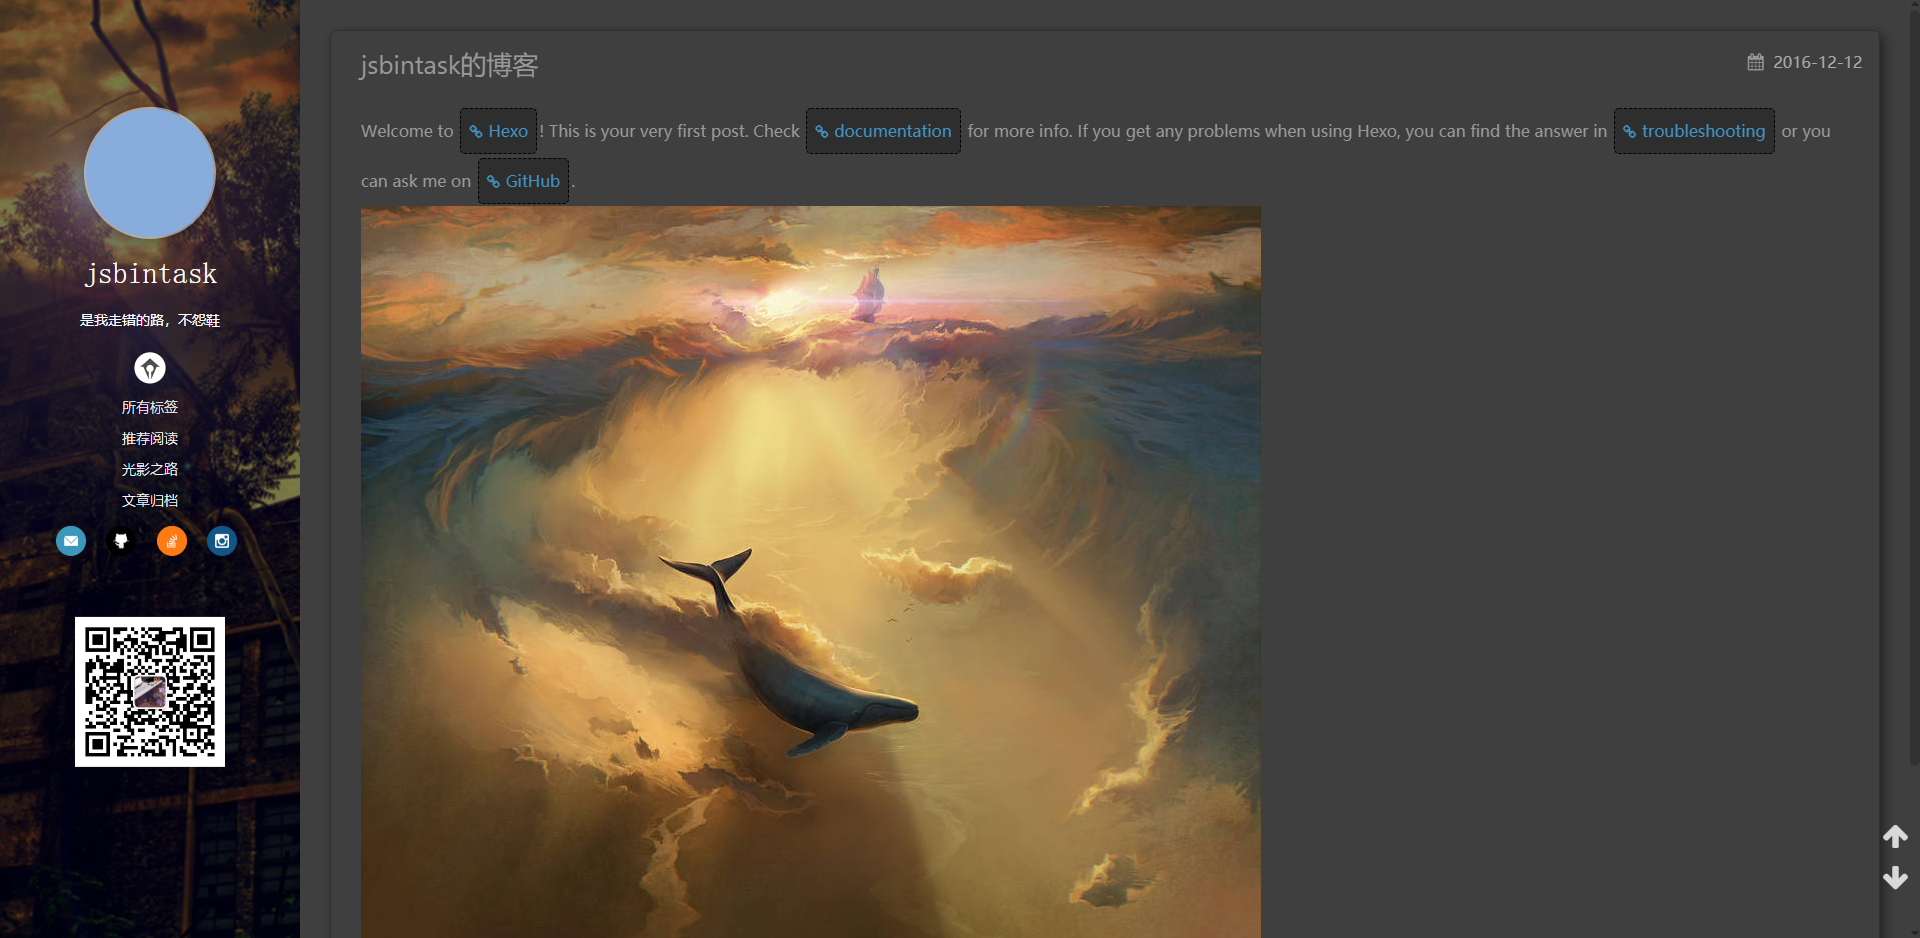 jsbintask
是我走错的路，不怨鞋
所有标签
推荐阅读
光影之路
文章归档
jsbintask的博客
2016-12-12
Welcome to Hexo ! This is your very first post. Check documentation for more info. If you get any problems when using Hexo, you can find the answer in troubleshooting or you
can ask me on GitHub .